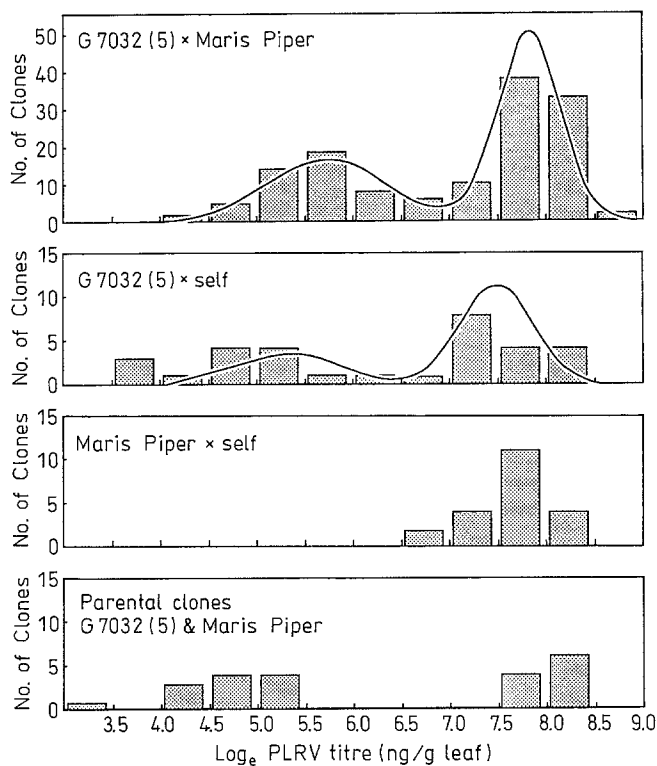 No. of Clones
50
40
30
20
10
0
G 7032 (5) × Maris Piper
No. of Clones
15
10
5
0
G 7032 (5) × self
No. of Clones
15
10
5
0
Maris Piper × self
No. of Clones
15
10
5
0
Parental clones
G 7032 (5) & Maris Piper
3.5 4.0 4.5 5.0 5.5 6.0 6.5 7.0 7.5 8.0 8.5 9.0
Logₑ PLRV titre (ng/g leaf)